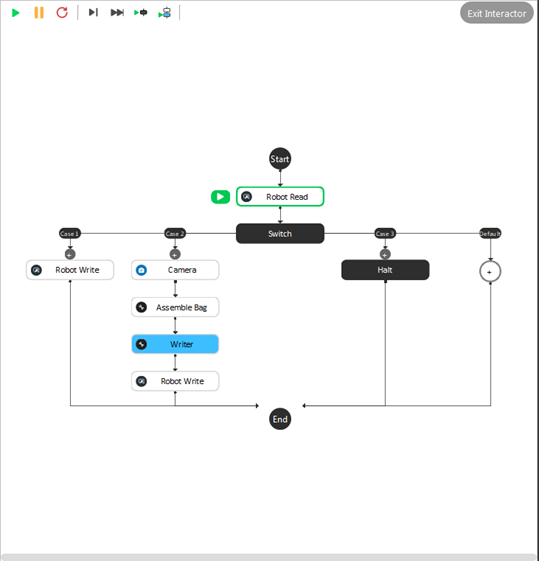 Exit Interactor
Start
Robot Read
Switch
Case 1
Case 2
Case 3
Default
+
+
+
Robot Write
Camera
Halt
+
Assemble Bag
Writer
Robot Write
End